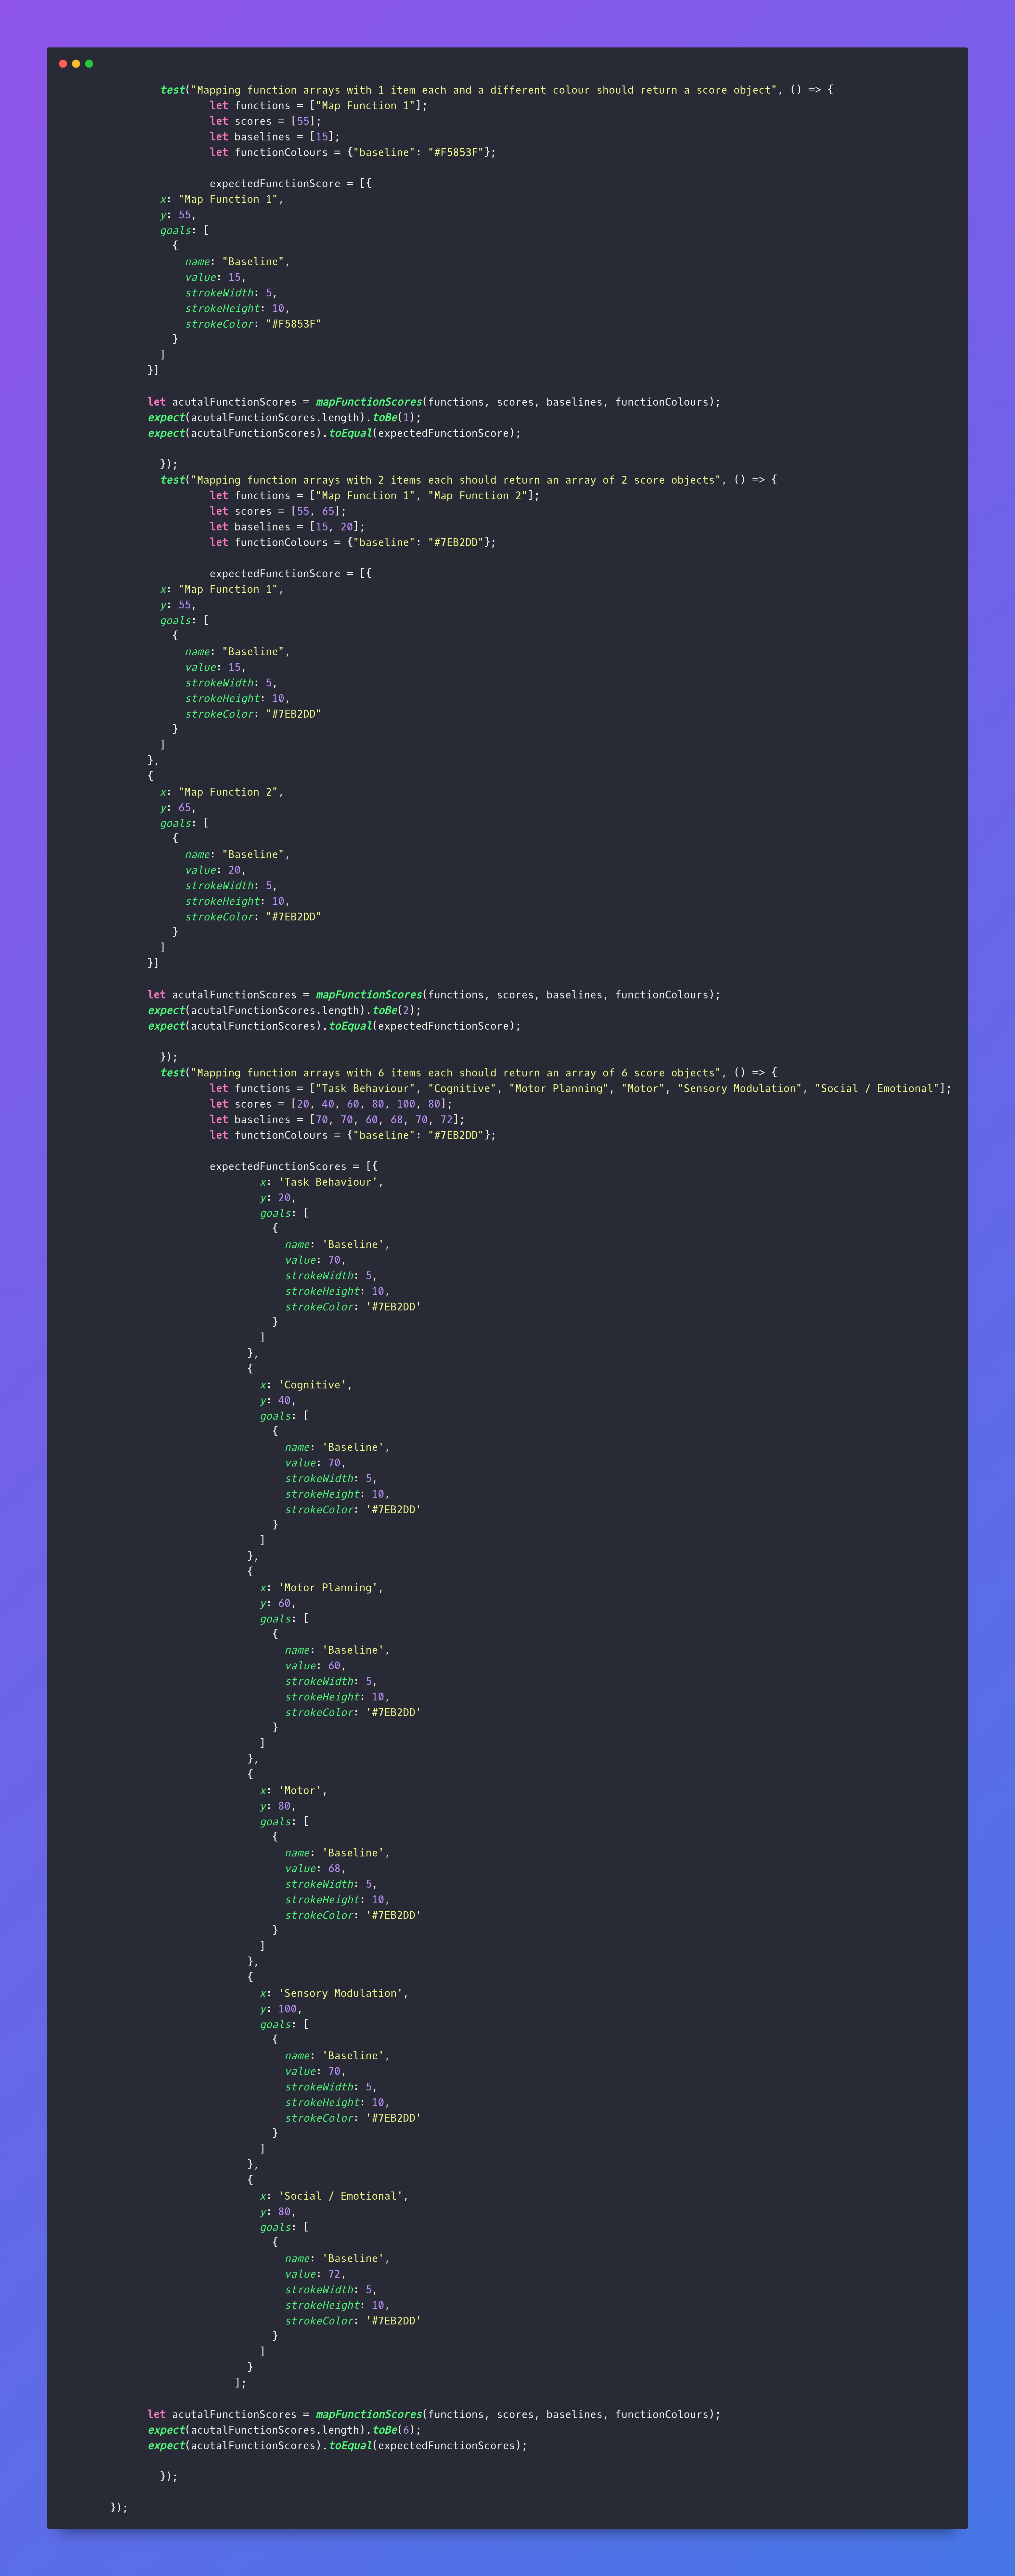 test("Mapping function arrays with 1 item each and a different colour should return a score object", () => {
let functions = ["Map Function 1"];
let scores = [55];
let baselines = [15];
let functionColours = {"baseline": "#F5853F"};
expectedFunctionScore = [{
x: "Map Function 1",
y: 55,
goals: [
{
name: "Baseline",
value: 15,
strokeWidth: 5,
strokeHeight: 10,
strokeColor: "#F5853F"
}
]
}]
let acutalFunctionScores = mapFunctionScores(functions, scores, baselines, functionColours);
expect(acutalFunctionScores.length).toBe(1);
expect(acutalFunctionScores).toEqual(expectedFunctionScore);
});
test("Mapping function arrays with 2 items each should return an array of 2 score objects", () => {
let functions = ["Map Function 1", "Map Function 2"];
let scores = [55, 65];
let baselines = [15, 20];
let functionColours = {"baseline": "#7EB2DD"};
expectedFunctionScore = [{
x: "Map Function 1",
y: 55,
goals: [
{
name: "Baseline",
value: 15,
strokeWidth: 5,
strokeHeight: 10,
strokeColor: "#7EB2DD"
}
]
},
{
x: "Map Function 2",
y: 65,
goals: [
{
name: "Baseline",
value: 20,
strokeWidth: 5,
strokeHeight: 10,
strokeColor: "#7EB2DD"
}
]
}]
let acutalFunctionScores = mapFunctionScores(functions, scores, baselines, functionColours);
expect(acutalFunctionScores.length).toBe(2);
expect(acutalFunctionScores).toEqual(expectedFunctionScore);
});
test("Mapping function arrays with 6 items each should return an array of 6 score objects", () => {
let functions = ["Task Behaviour", "Cognitive", "Motor Planning", "Motor", "Sensory Modulation", "Social / Emotional"];
let scores = [20, 40, 60, 80, 100, 80];
let baselines = [70, 70, 60, 68, 70, 72];
let functionColours = {"baseline": "#7EB2DD"};
expectedFunctionScores = [{
x: 'Task Behaviour',
y: 20,
goals: [
{
name: 'Baseline',
value: 70,
strokeWidth: 5,
strokeHeight: 10,
strokeColor: '#7EB2DD'
}
]
},
{
x: 'Cognitive',
y: 40,
goals: [
{
name: 'Baseline',
value: 70,
strokeWidth: 5,
strokeHeight: 10,
strokeColor: '#7EB2DD'
}
]
},
{
x: 'Motor Planning',
y: 60,
goals: [
{
name: 'Baseline',
value: 60,
strokeWidth: 5,
strokeHeight: 10,
strokeColor: '#7EB2DD'
}
]
},
{
x: 'Motor',
y: 80,
goals: [
{
name: 'Baseline',
value: 68,
strokeWidth: 5,
strokeHeight: 10,
strokeColor: '#7EB2DD'
}
]
},
{
x: 'Sensory Modulation',
y: 100,
goals: [
{
name: 'Baseline',
value: 70,
strokeWidth: 5,
strokeHeight: 10,
strokeColor: '#7EB2DD'
}
]
},
{
x: 'Social / Emotional',
y: 80,
goals: [
{
name: 'Baseline',
value: 72,
strokeWidth: 5,
strokeHeight: 10,
strokeColor: '#7EB2DD'
}
]
}
];
let acutalFunctionScores = mapFunctionScores(functions, scores, baselines, functionColours);
expect(acutalFunctionScores.length).toBe(6);
expect(acutalFunctionScores).toEqual(expectedFunctionScores);
});
});